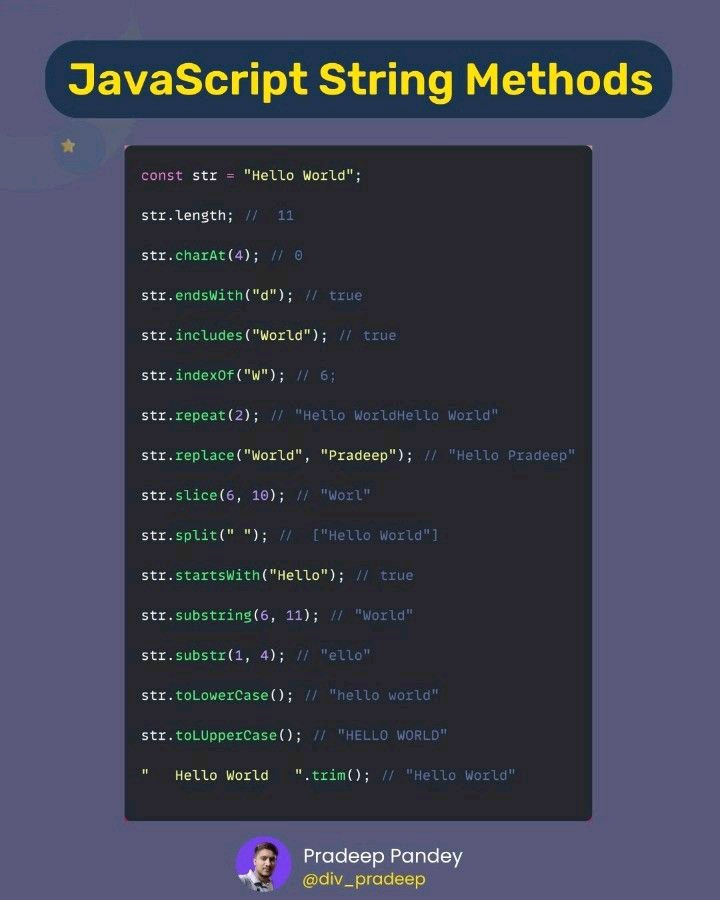 JavaScript String Methods
const str = "Hello World";
str.length; //  11
str.charAt(4); // 0
str.endsWith("d"); // true
str.includes("World"); // true
str.indexOf("W"); // 6;
str.repeat(2); // "Hello WorldHello World"
str.replace("World", "Pradeep"); // "Hello Pradeep"
str.slice(6, 10); // "Worl"
str.split(" "); //  ["Hello World"]
str.startsWith("Hello"); // true
str.substring(6, 11); // "World"
str.substr(1, 4); // "ello"
str.toLowerCase(); // "hello world"
str.toLUpperCase(); // "HELLO WORLD"
"   Hello World   ".trim(); // "Hello World"
Pradeep Pandey
@div_pradeep